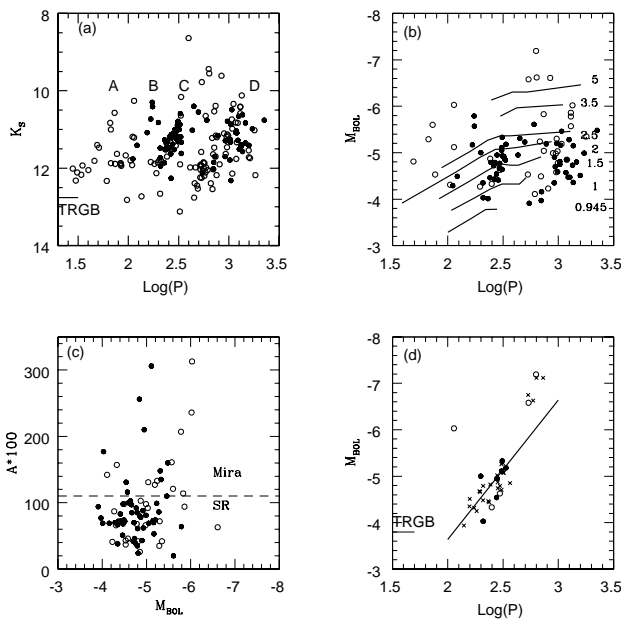 (a)
8
10
12
14
K_S
A B C D
TRGB
1.5 2 2.5 3 3.5
Log(P)
(b)
-8
-7
-6
-5
-4
-3
M_BOL
5
3.5
2.5
2
1.5
1
0.945
1.5 2 2.5 3 3.5
Log(P)
(c)
300
200
100
0
A*100
Mira
SR
-3 -4 -5 -6 -7 -8
M_BOL
(d)
-8
-7
-6
-5
-4
-3
M_BOL
TRGB
1.5 2 2.5 3 3.5
Log(P)